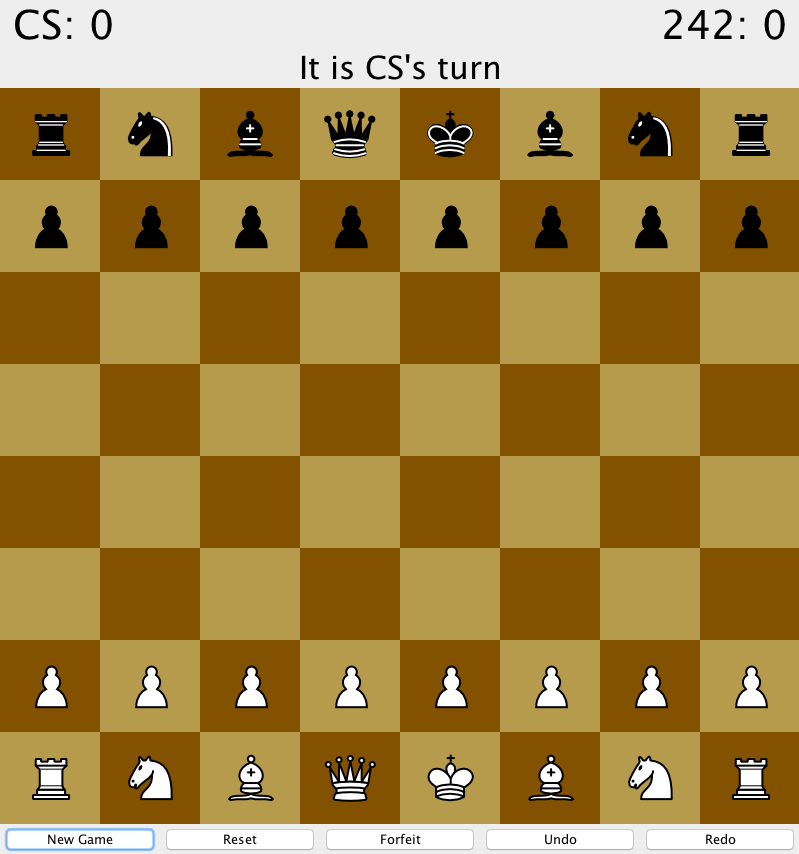 CS: 0
242: 0
It is CS's turn
New Game
Reset
Forfeit
Undo
Redo